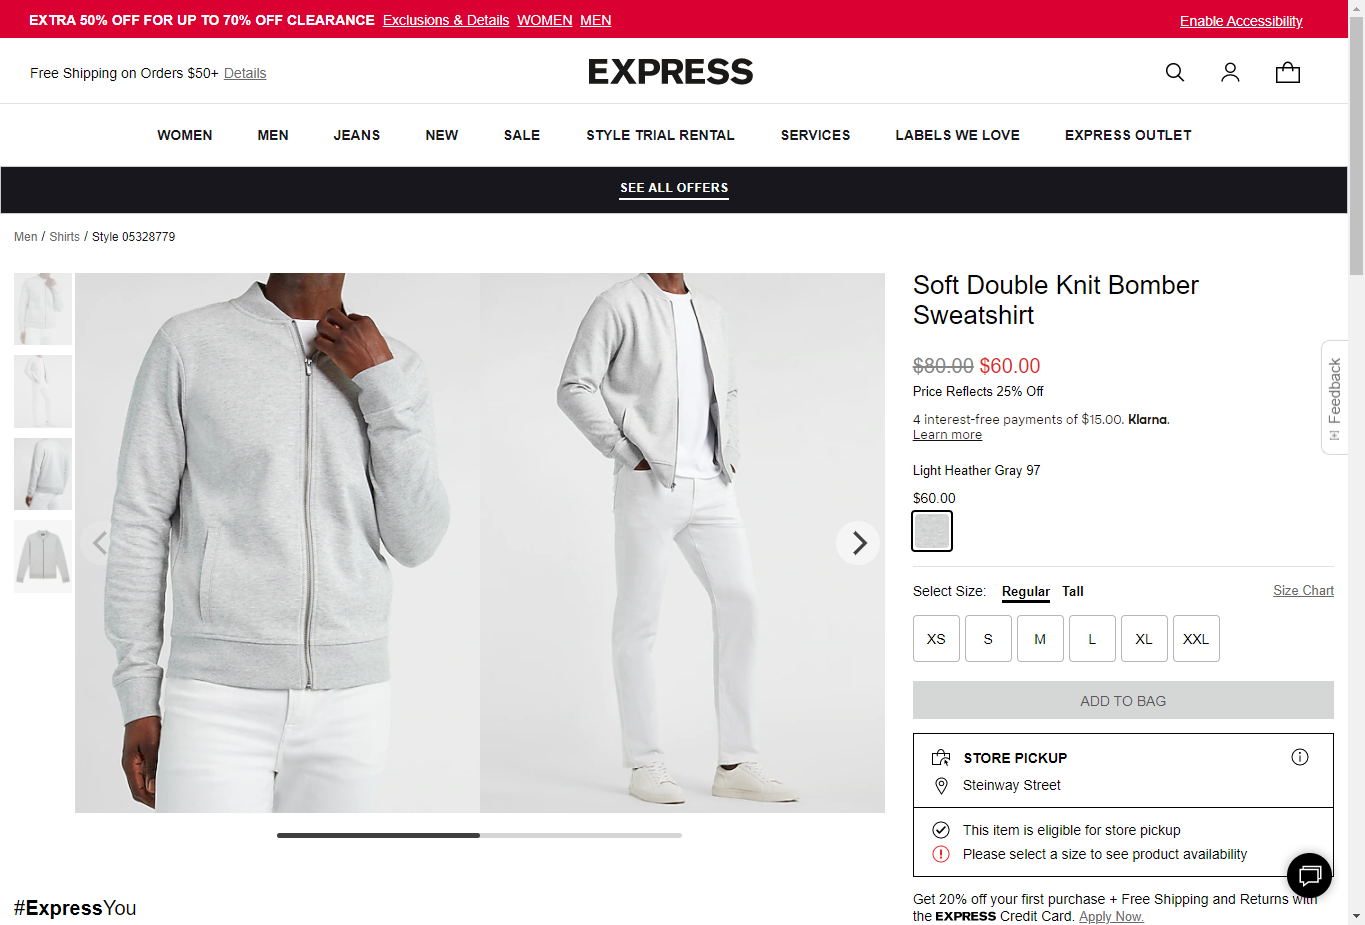 EXTRA 50% OFF FOR UP TO 70% OFF CLEARANCE Exclusions & Details WOMEN MEN Enable Accessibility
Free Shipping on Orders $50+ Details EXPRESS
WOMEN MEN JEANS NEW SALE STYLE TRIAL RENTAL SERVICES LABELS WE LOVE EXPRESS OUTLET
SEE ALL OFFERS
Men / Shirts / Style 05328779
Soft Double Knit Bomber
Sweatshirt
$80.00 $60.00
Price Reflects 25% Off
4 interest-free payments of $15.00. Klarna.
Learn more
Feedback
Light Heather Gray 97
$60.00
Select Size: Regular Tall Size Chart
XS S M L XL XXL
ADD TO BAG
STORE PICKUP
Steinway Street
This item is eligible for store pickup
Please select a size to see product availability
Get 20% off your first purchase + Free Shipping and Returns with
the EXPRESS Credit Card. Apply Now.
#ExpressYou